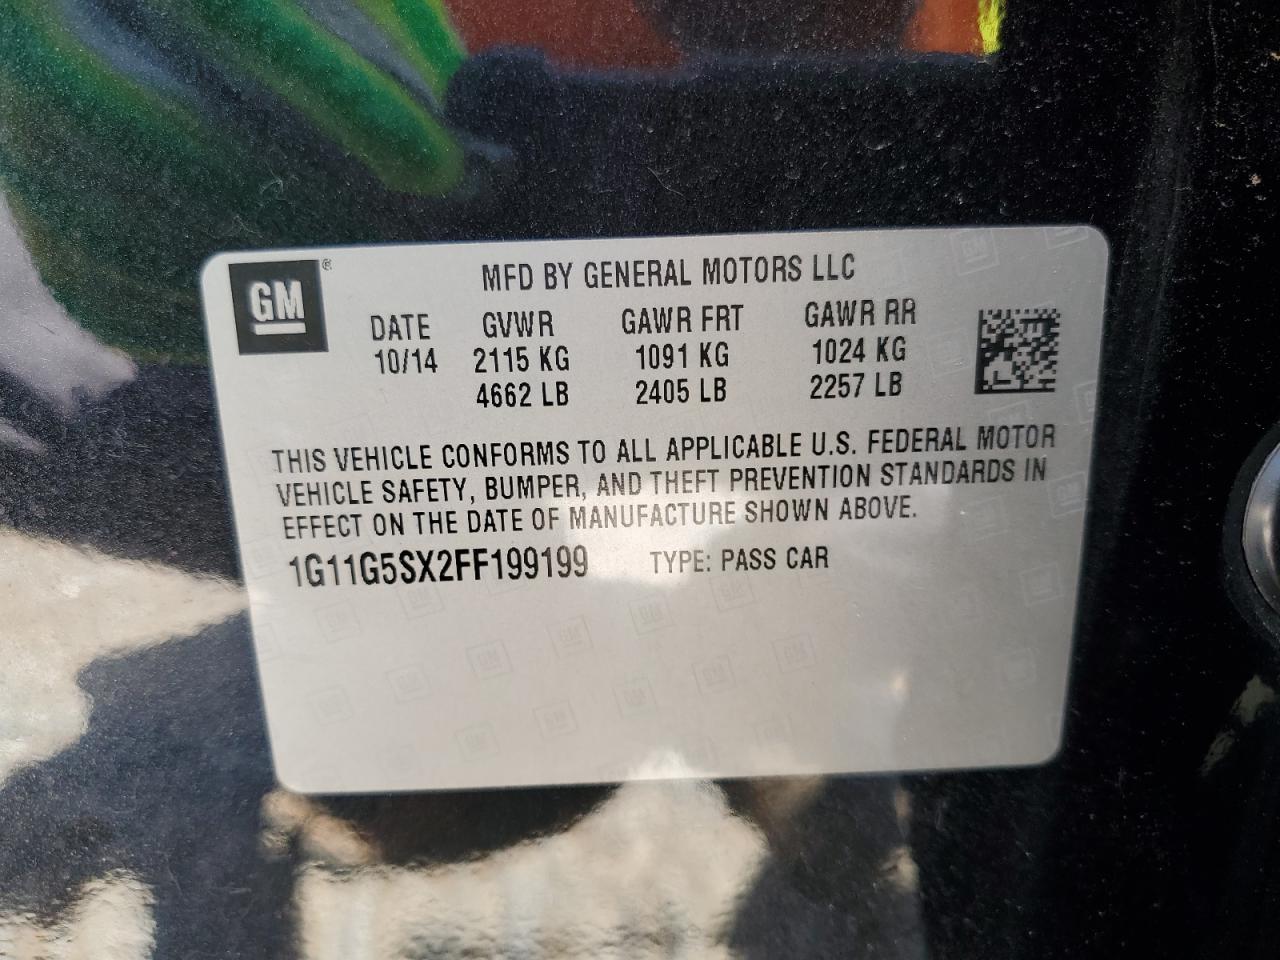 GM ®
MFD BY GENERAL MOTORS LLC
DATE GVWR GAWR FRT GAWR RR
10/14 2115 KG 1091 KG 1024 KG
4662 LB 2405 LB 2257 LB
THIS VEHICLE CONFORMS TO ALL APPLICABLE U.S. FEDERAL MOTOR
VEHICLE SAFETY, BUMPER, AND THEFT PREVENTION STANDARDS IN
EFFECT ON THE DATE OF MANUFACTURE SHOWN ABOVE.
1G11G5SX2FF199199 TYPE: PASS CAR